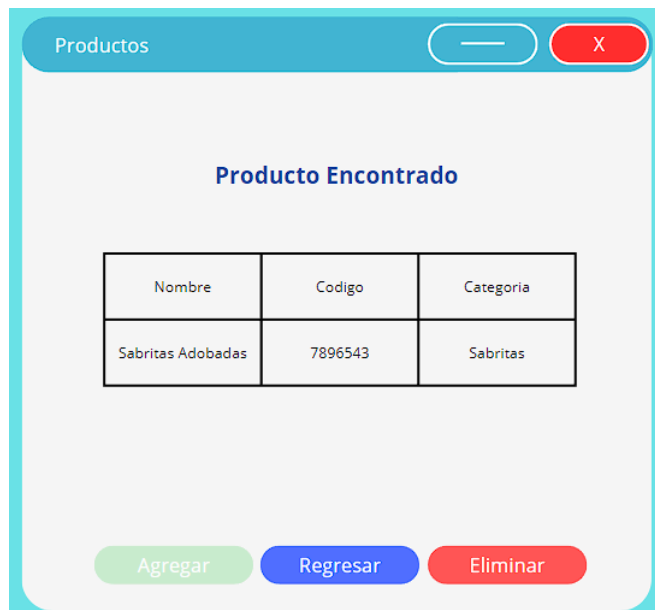 Productos
X
Producto Encontrado
Nombre Codigo Categoria
Sabritas Adobadas 7896543 Sabritas
Agregar Regresar Eliminar